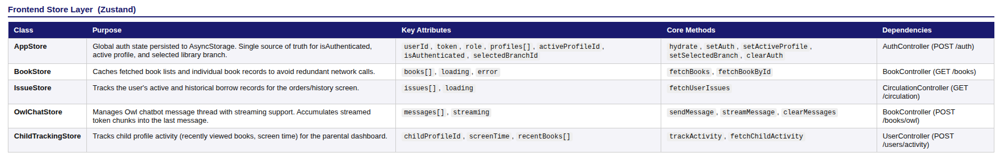 Frontend Store Layer (Zustand)
Class Purpose Key Attributes Core Methods Dependencies
AppStore Global auth state persisted to AsyncStorage. Single source of truth for isAuthenticated, userId, token, role, profiles[], activeProfileId, hydrate, setAuth, setActiveProfile, AuthController (POST /auth)
active profile, and selected library branch. isAuthenticated, selectedBranchId setSelectedBranch, clearAuth
BookStore Caches fetched book lists and individual book records to avoid redundant network calls. books[], loading, error fetchBooks, fetchBookById BookController (GET /books)
IssueStore Tracks the user's active and historical borrow records for the orders/history screen. issues[], loading fetchUserIssues CirculationController (GET
/circulation)
OwlChatStore Manages Owl chatbot message thread with streaming support. Accumulates streamed messages[], streaming sendMessage, streamMessage, clearMessages BookController (POST
token chunks into the last message. /books/owl)
ChildTrackingStore Tracks child profile activity (recently viewed books, screen time) for the parental dashboard. childProfileId, screenTime, recentBooks[] trackActivity, fetchChildActivity UserController (POST
/users/activity)